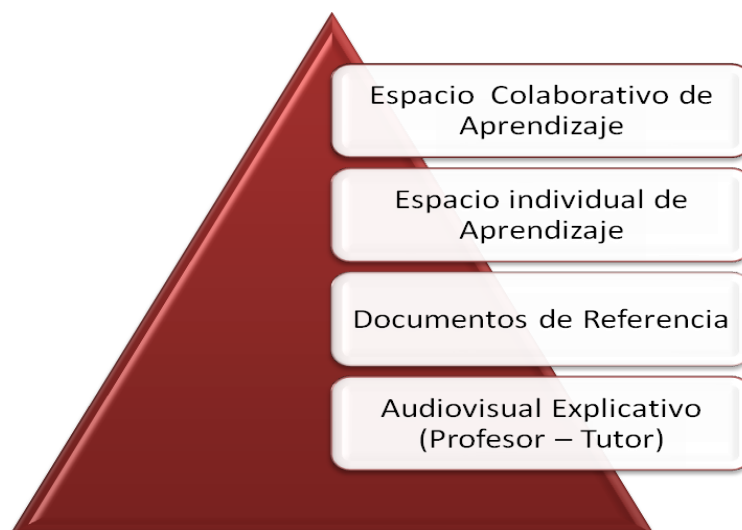 Espacio Colaborativo de
Aprendizaje
Espacio individual de
Aprendizaje
Documentos de Referencia
Audiovisual Explicativo
(Profesor – Tutor)